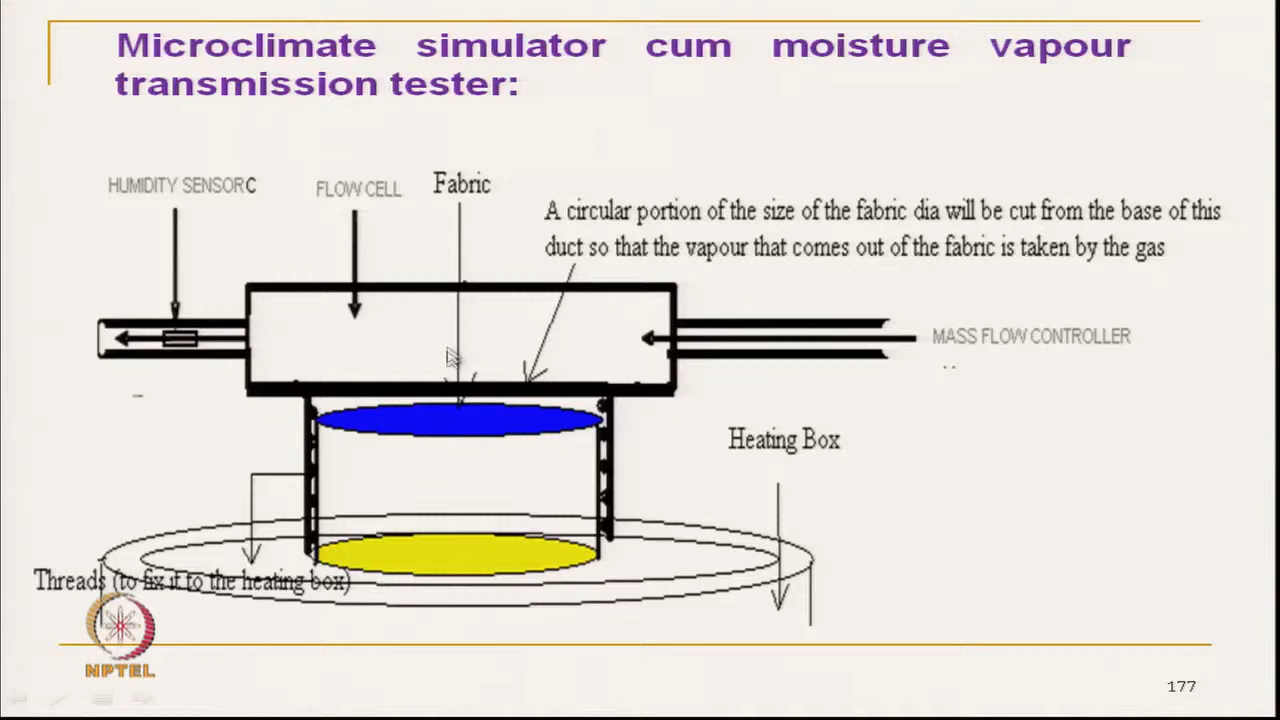 Microclimate simulator cum moisture vapour
transmission tester:
HUMIDITY SENSORC
FLOW CELL
Fabric
A circular portion of the size of the fabric dia will be cut from the base of this
duct so that the vapour that comes out of the fabric is taken by the gas
MASS FLOW CONTROLLER
Heating Box
Threads (to fix it to the heating box)
NPTEL
177